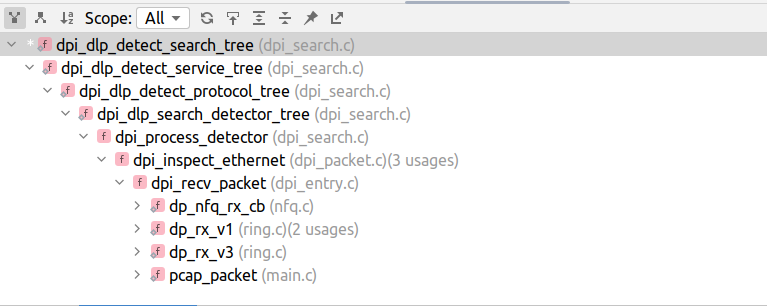 Scope: All
* f dpi_dlp_detect_search_tree (dpi_search.c)
f dpi_dlp_detect_service_tree (dpi_search.c)
f dpi_dlp_detect_protocol_tree (dpi_search.c)
f dpi_dlp_search_detector_tree (dpi_search.c)
f dpi_process_detector (dpi_search.c)
f dpi_inspect_ethernet (dpi_packet.c)(3 usages)
f dpi_recv_packet (dpi_entry.c)
f dp_nfq_rx_cb (nfq.c)
f dp_rx_v1 (ring.c)(2 usages)
f dp_rx_v3 (ring.c)
f pcap_packet (main.c)